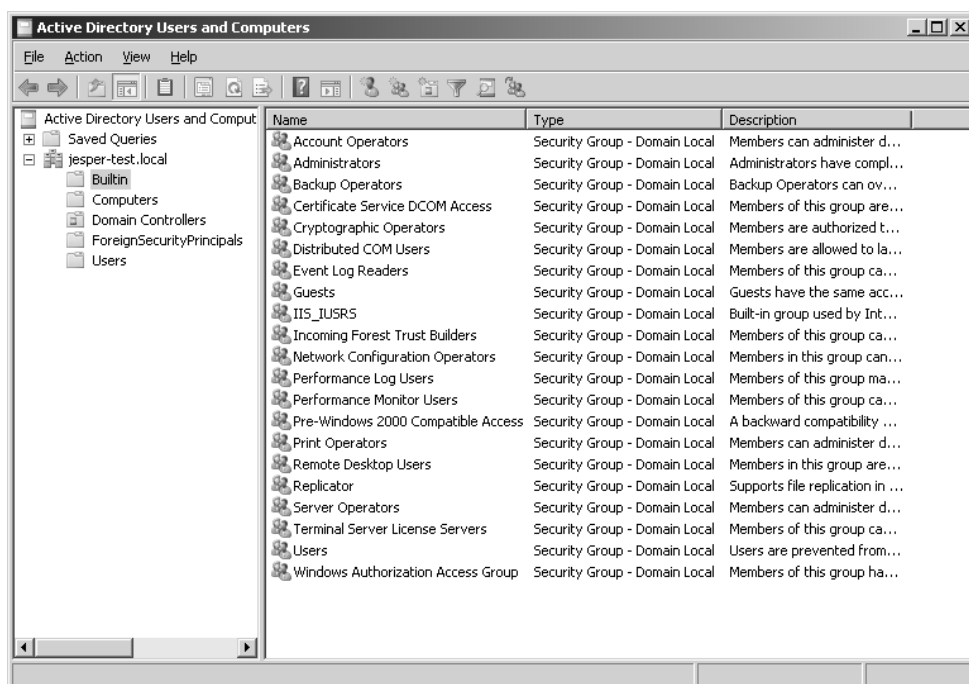 Active Directory Users and Computers
File Action View Help
Active Directory Users and Comput
Saved Queries
jesper-test.local
Builtin
Computers
Domain Controllers
ForeignSecurityPrincipals
Users
Name Type Description
Account Operators Security Group - Domain Local Members can administer d...
Administrators Security Group - Domain Local Administrators have compl...
Backup Operators Security Group - Domain Local Backup Operators can ov...
Certificate Service DCOM Access Security Group - Domain Local Members of this group are...
Cryptographic Operators Security Group - Domain Local Members are authorized t...
Distributed COM Users Security Group - Domain Local Members are allowed to la...
Event Log Readers Security Group - Domain Local Members of this group ca...
Guests Security Group - Domain Local Guests have the same acc...
IIS_IUSRS Security Group - Domain Local Built-in group used by Int...
Incoming Forest Trust Builders Security Group - Domain Local Members of this group ca...
Network Configuration Operators Security Group - Domain Local Members in this group can...
Performance Log Users Security Group - Domain Local Members of this group ma...
Performance Monitor Users Security Group - Domain Local Members of this group ca...
Pre-Windows 2000 Compatible Access Security Group - Domain Local A backward compatibility ...
Print Operators Security Group - Domain Local Members can administer d...
Remote Desktop Users Security Group - Domain Local Members in this group are...
Replicator Security Group - Domain Local Supports file replication in ...
Server Operators Security Group - Domain Local Members can administer d...
Terminal Server License Servers Security Group - Domain Local Members of this group ca...
Users Security Group - Domain Local Users are prevented from...
Windows Authorization Access Group Security Group - Domain Local Members of this group ha...